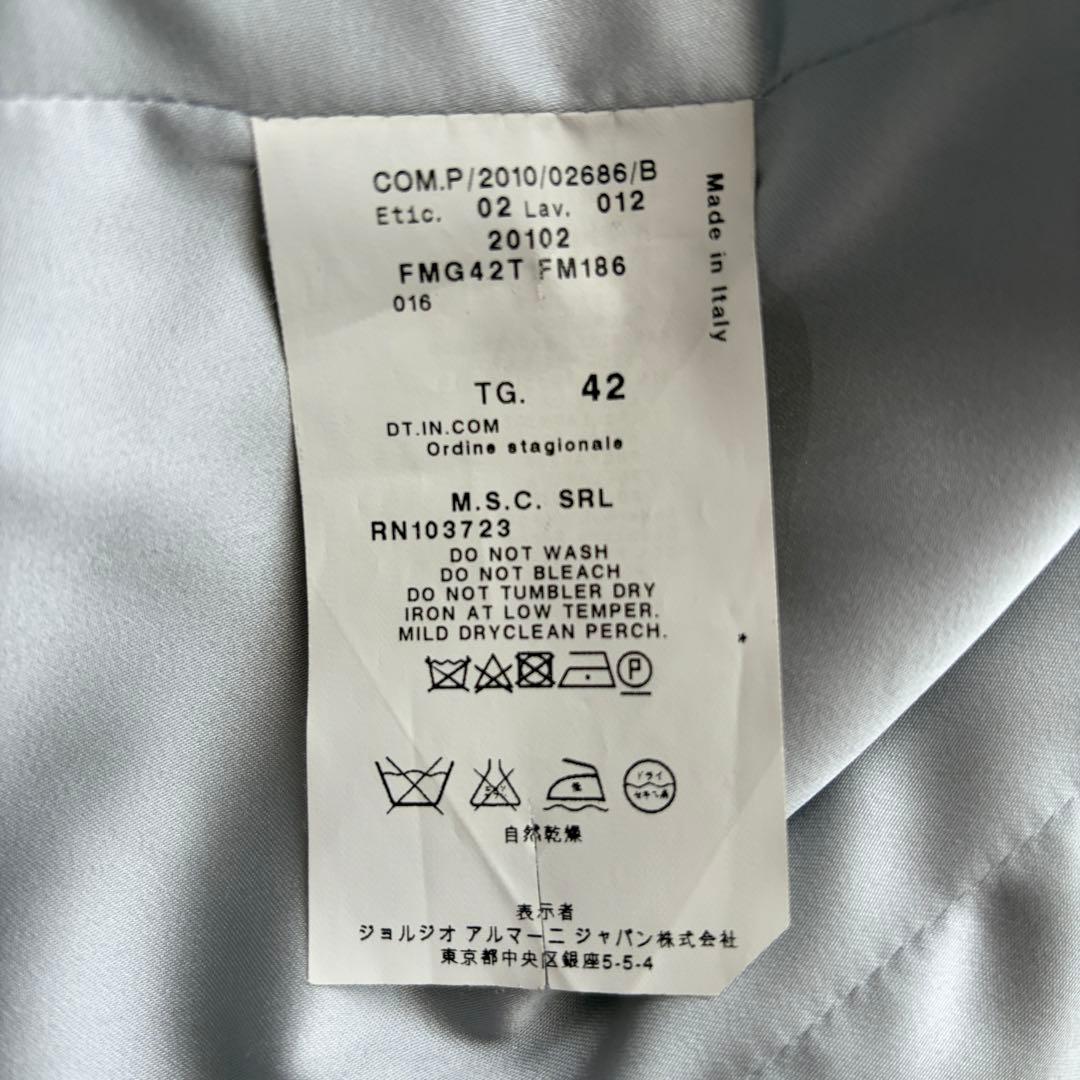 COM.P/2010/02686/B
Etic. 02 Lav. 012
20102
FMG42T FM186
016
Made in Italy
TG. 42
DT.IN.COM
Ordine stagionale
M.S.C. SRL
RN103723
DO NOT WASH
DO NOT BLEACH
DO NOT TUMBLER DRY
IRON AT LOW TEMPER.
MILD DRYCLEAN PERCH.
P
ドライ
自然乾燥
表示者
ジョルジオ アルマーニ ジャパン株式会社
東京都中央区銀座5-5-4